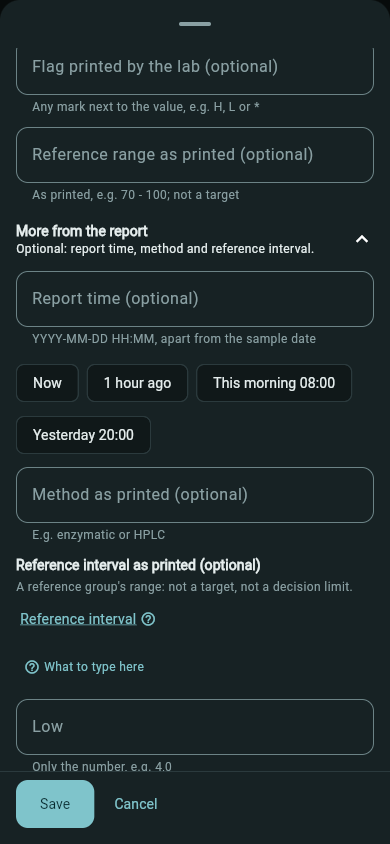 Flag printed by the lab (optional)
Any mark next to the value, e.g. H, L or *
Reference range as printed (optional)
As printed, e.g. 70 - 100; not a target
More from the report
Optional: report time, method and reference interval.
Report time (optional)
YYYY-MM-DD HH:MM, apart from the sample date
Now
1 hour ago
This morning 08:00
Yesterday 20:00
Method as printed (optional)
E.g. enzymatic or HPLC
Reference interval as printed (optional)
A reference group's range: not a target, not a decision limit.
Reference interval
What to type here
Low
Only the number, e.g. 4.0
Save
Cancel